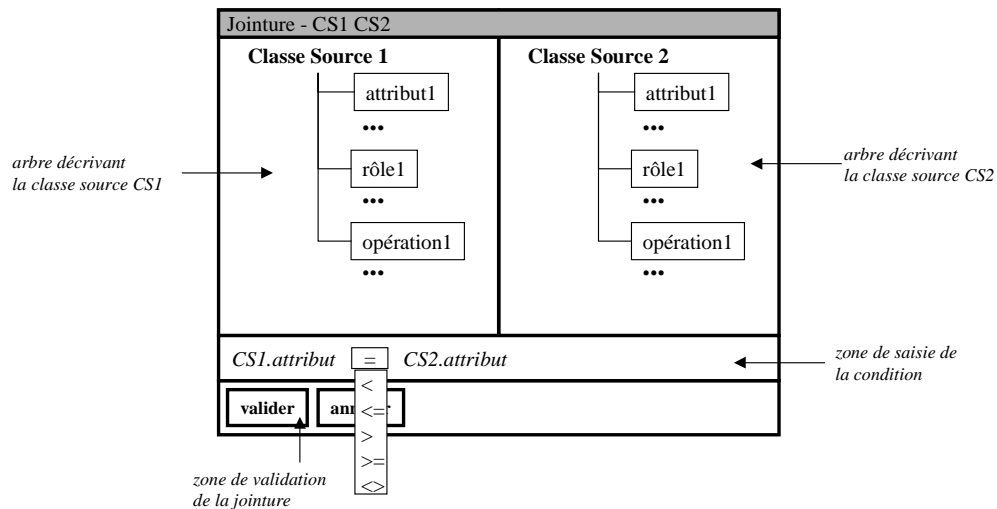 Jointure - CS1 CS2
Classe Source 1
attribut1
•••
rôle1
•••
opération1
•••
Classe Source 2
attribut1
•••
rôle1
•••
opération1
•••
arbre décrivant
la classe source CS1
arbre décrivant
la classe source CS2
CS1.attribut = CS2.attribut
<
<=
>
>=
<>
zone de saisie de
la condition
valider
zone de validation
de la jointure